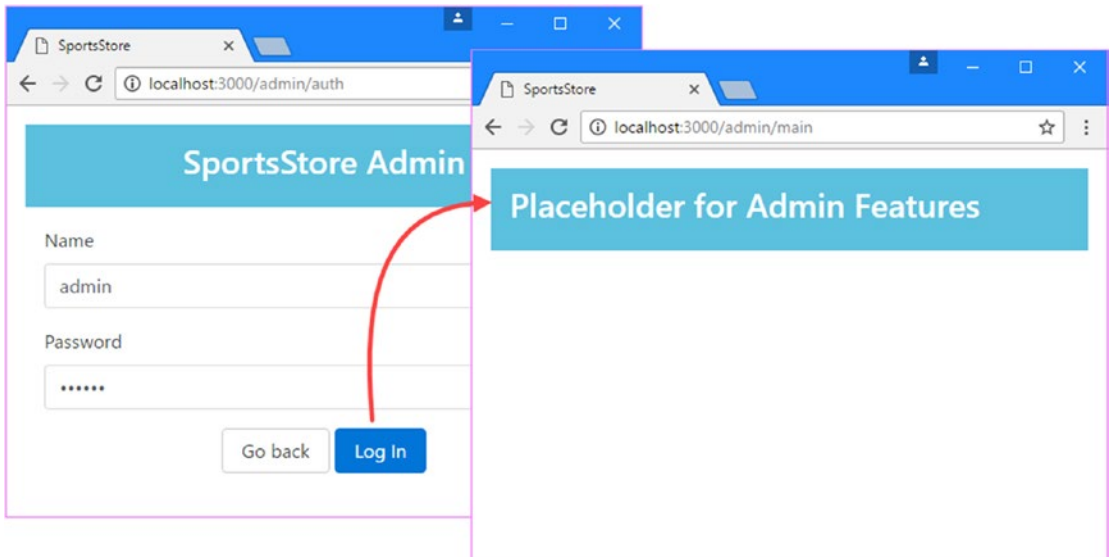 SportsStore
localhost:3000/admin/auth
SportsStore Admin
Name
admin
Password
••••••
Go back
Log In
SportsStore
localhost:3000/admin/main
Placeholder for Admin Features